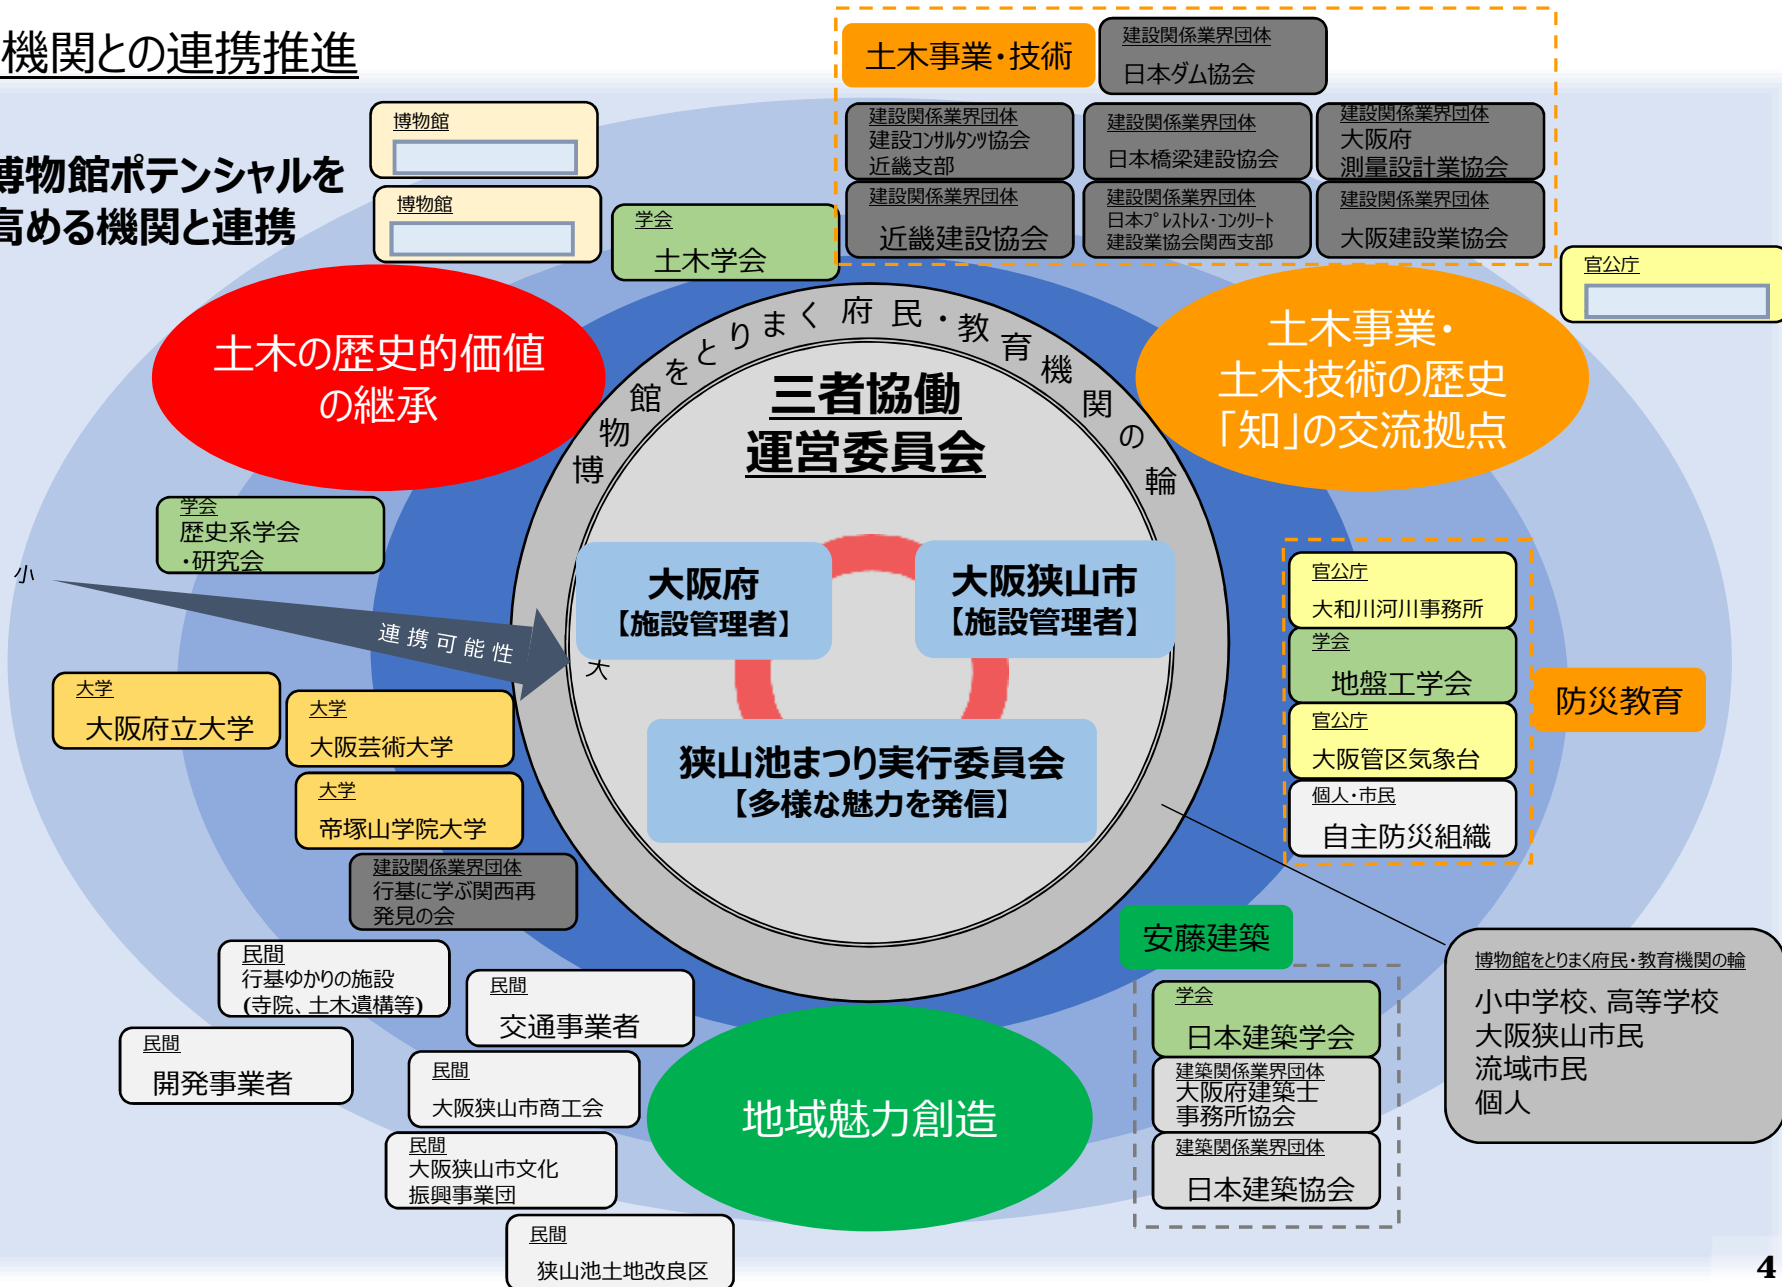 機関との連携推進
博物館ポテンシャルを
高める機関と連携
博物館
博物館
学会
土木学会
土木事業・技術
建設関係業界団体
日本ダム協会
建設関係業界団体
建設ｺﾝｻﾙﾀﾝﾂ協会
近畿支部
建設関係業界団体
日本橋梁建設協会
建設関係業界団体
大阪府
測量設計業協会
建設関係業界団体
近畿建設協会
建設関係業界団体
日本ﾌﾟﾚｽﾄﾚｽ・ｺﾝｸﾘｰﾄ
建設業協会関西支部
建設関係業界団体
大阪建設業協会
官公庁
土木の歴史的価値
の継承
土木事業・
土木技術の歴史
「知」の交流拠点
博物館をとりまく府民・教育機関の輪
三者協働
運営委員会
大阪府
【施設管理者】
大阪狭山市
【施設管理者】
狭山池まつり実行委員会
【多様な魅力を発信】
学会
歴史系学会
・研究会
小
連携可能性
大
大学
大阪府立大学
大学
大阪芸術大学
大学
帝塚山学院大学
建設関係業界団体
行基に学ぶ関西再
発見の会
民間
行基ゆかりの施設
(寺院、土木遺構等)
民間
交通事業者
民間
開発事業者
民間
大阪狭山市商工会
民間
大阪狭山市文化
振興事業団
民間
狭山池土地改良区
地域魅力創造
官公庁
大和川河川事務所
学会
地盤工学会
官公庁
大阪管区気象台
個人・市民
自主防災組織
防災教育
安藤建築
学会
日本建築学会
建築関係業界団体
大阪府建築士
事務所協会
建築関係業界団体
日本建築協会
博物館をとりまく府民・教育機関の輪
小中学校、高等学校
大阪狭山市民
流域市民
個人
4